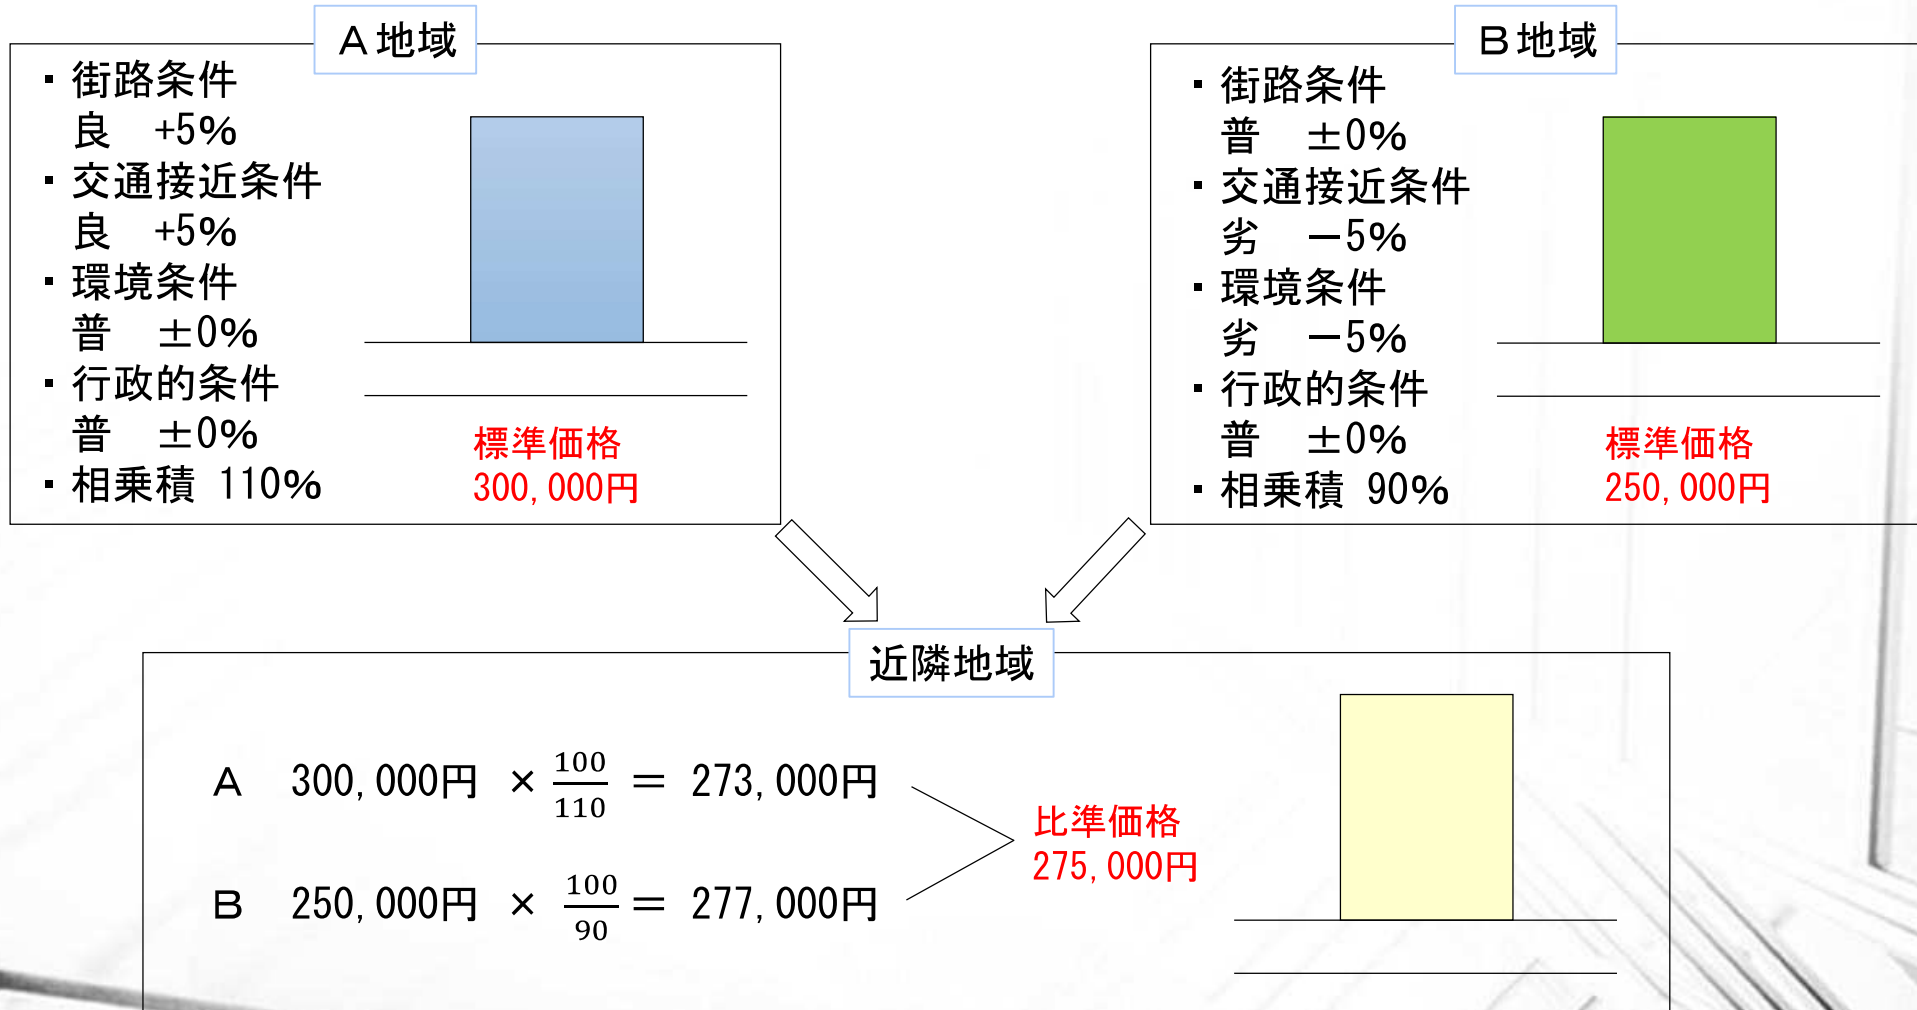 A地域
・街路条件
良 +5%
・交通接近条件
良 +5%
・環境条件
普 ±0%
・行政的条件
普 ±0%
・相乗積 110%
標準価格
300,000円
B地域
・街路条件
普 ±0%
・交通接近条件
劣 －5%
・環境条件
劣 －5%
・行政的条件
普 ±0%
・相乗積 90%
標準価格
250,000円
近隣地域
A 300,000円 × 100/110 = 273,000円
B 250,000円 × 100/90 = 277,000円
比準価格
275,000円